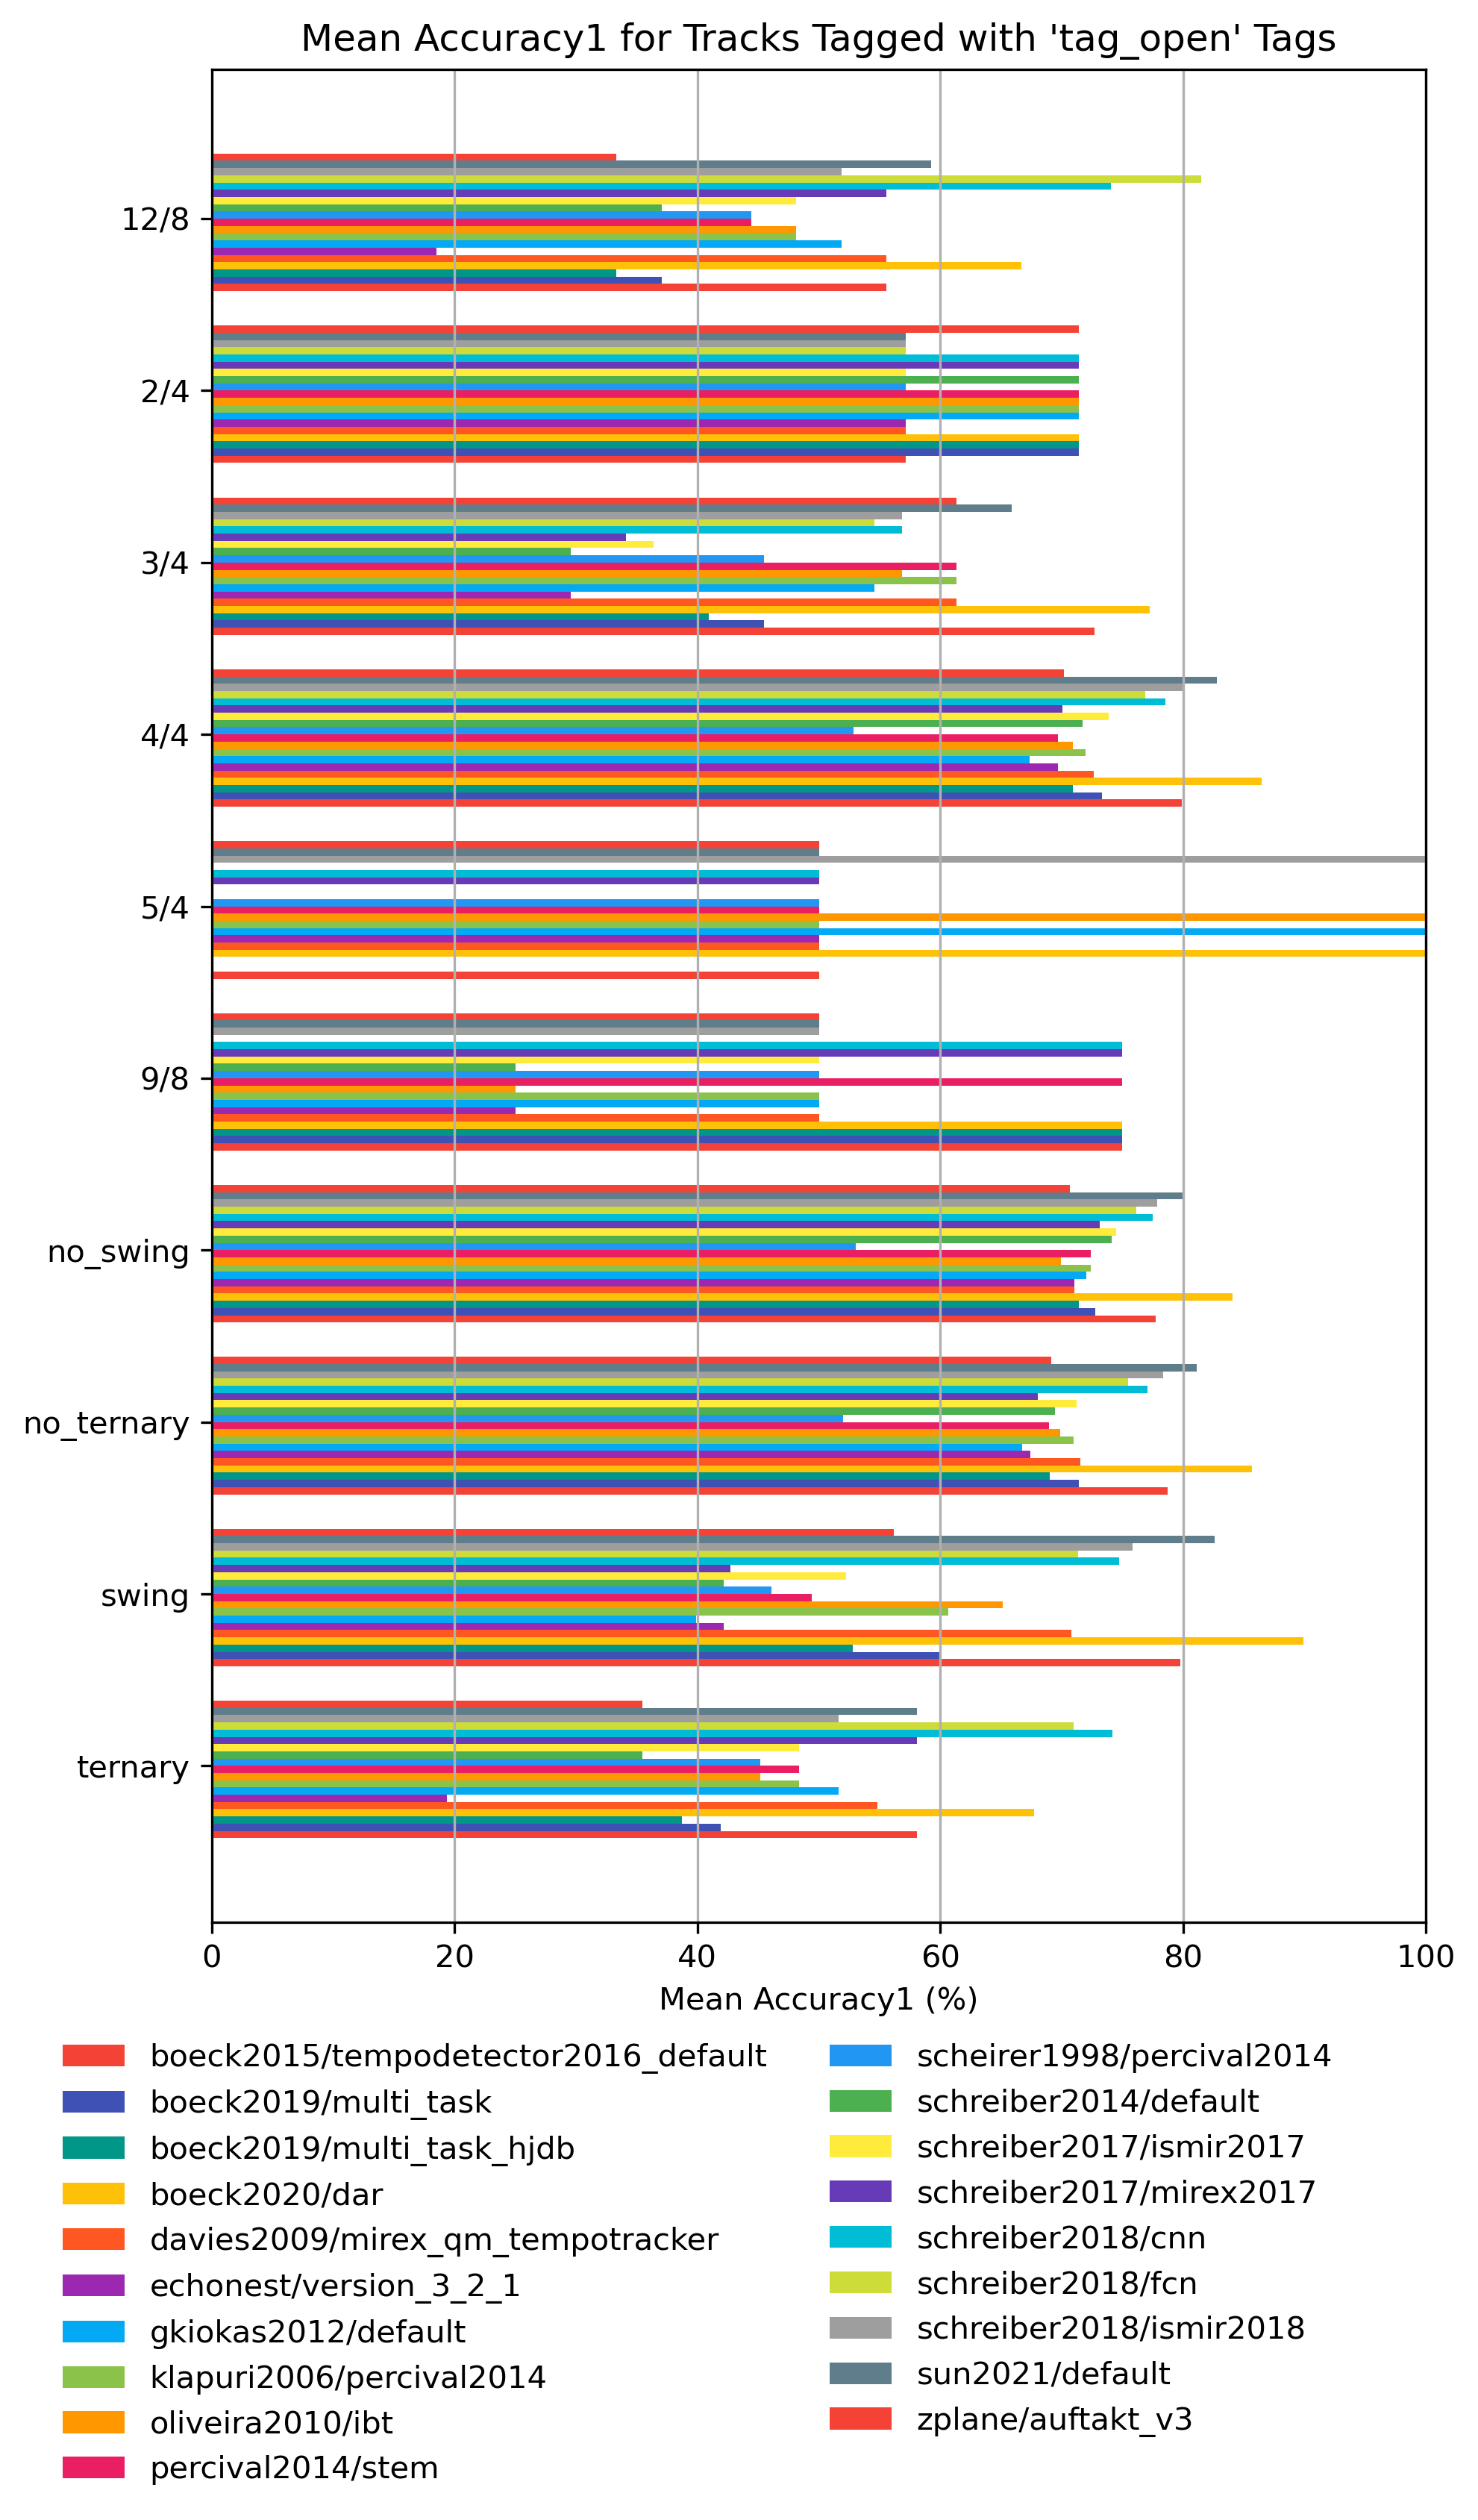 Mean Accuracy1 for Tracks Tagged with 'tag_open' Tags
12/8
2/4
3/4
4/4
5/4
9/8
no_swing
no_ternary
swing
ternary
0 20 40 60 80 100
Mean Accuracy1 (%)
boeck2015/tempodetector2016_default
boeck2019/multi_task
boeck2019/multi_task_hjdb
boeck2020/dar
davies2009/mirex_qm_tempotracker
echonest/version_3_2_1
gkiokas2012/default
klapuri2006/percival2014
oliveira2010/ibt
percival2014/stem
scheirer1998/percival2014
schreiber2014/default
schreiber2017/ismir2017
schreiber2017/mirex2017
schreiber2018/cnn
schreiber2018/fcn
schreiber2018/ismir2018
sun2021/default
zplane/auftakt_v3